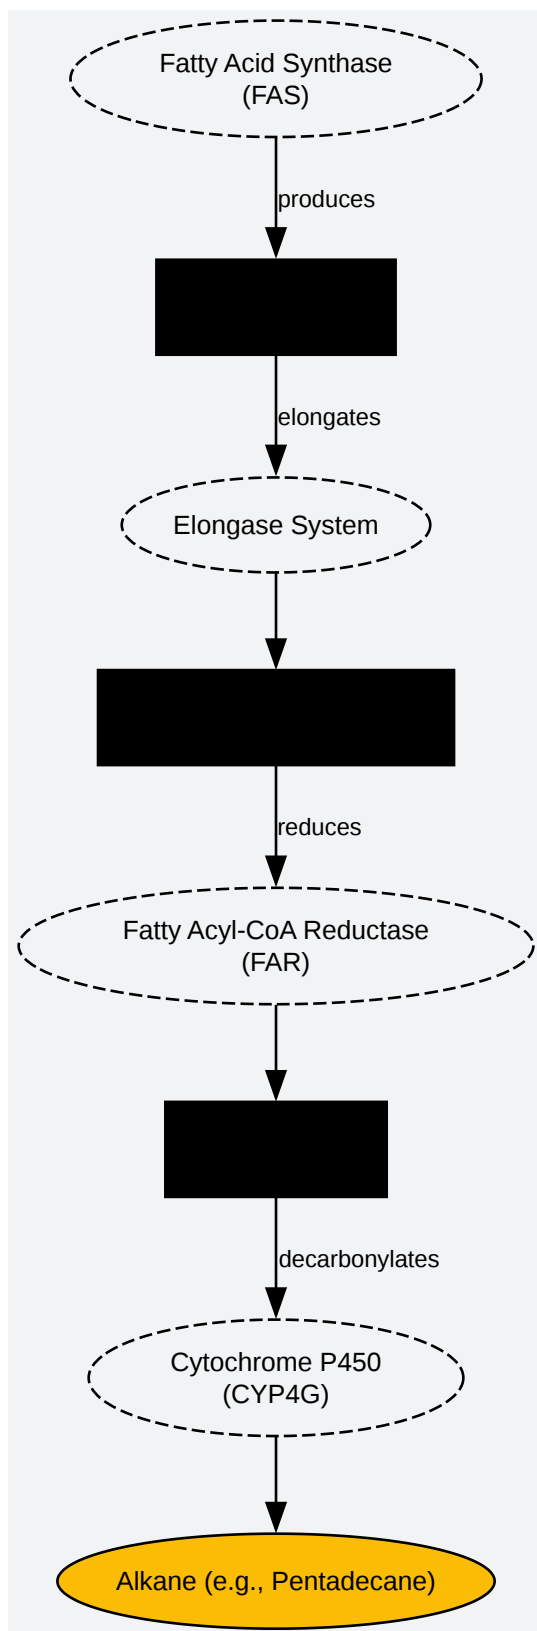 Fatty Acid Synthase
(FAS)
produces
elongates
Elongase System
reduces
Fatty Acyl-CoA Reductase
(FAR)
decarbonylates
Cytochrome P450
(CYP4G)
Alkane (e.g., Pentadecane)